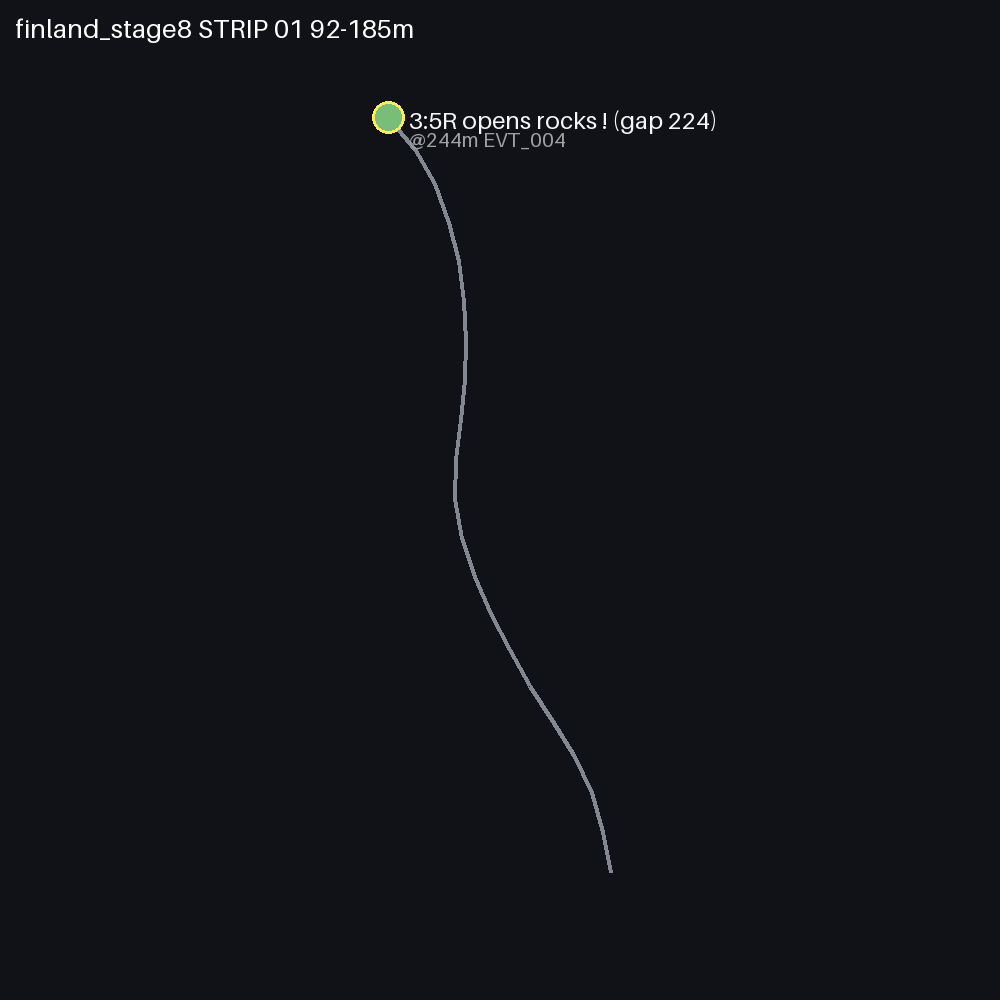 finland_stage8 STRIP 01 92-185m
3:5R opens rocks ! (gap 224)
@244m EVT_004